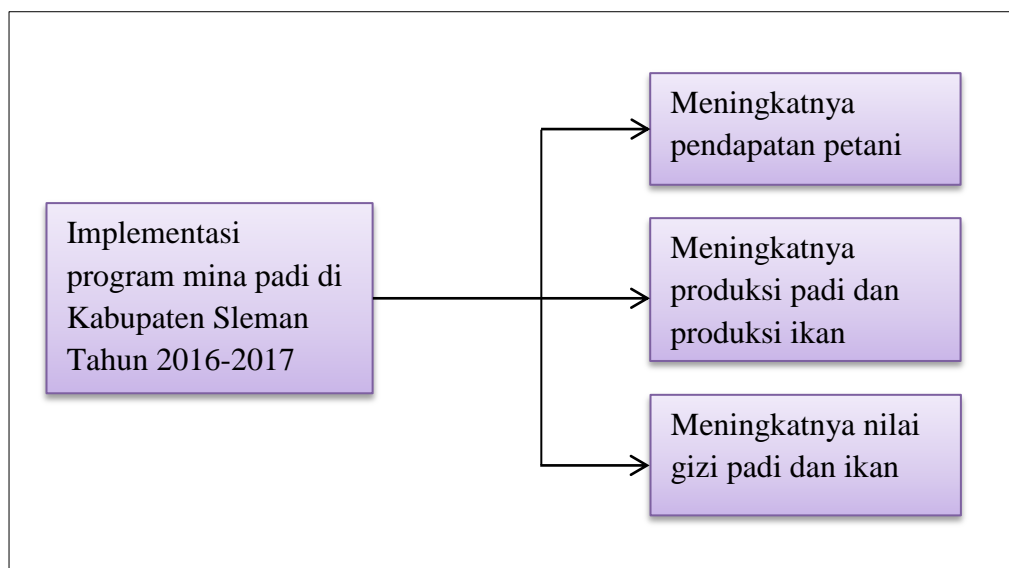 Implementasi
program mina padi di
Kabupaten Sleman
Tahun 2016-2017
Meningkatnya
pendapatan petani
Meningkatnya
produksi padi dan
produksi ikan
Meningkatnya nilai
gizi padi dan ikan